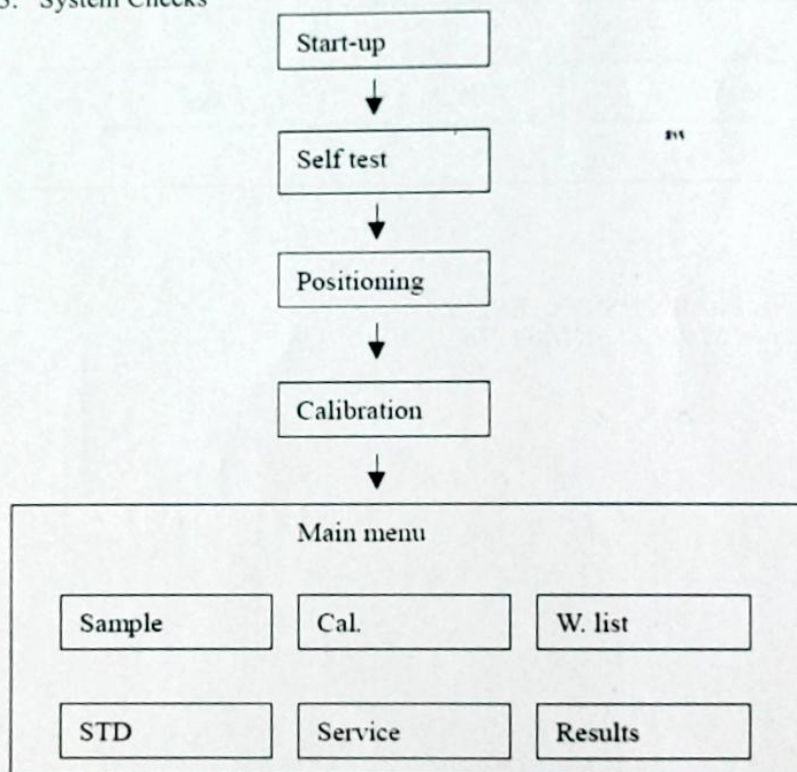 System Checks
Start-up
Self test
Positioning
Calibration
Main menu
Sample Cal. W. list
STD Service Results